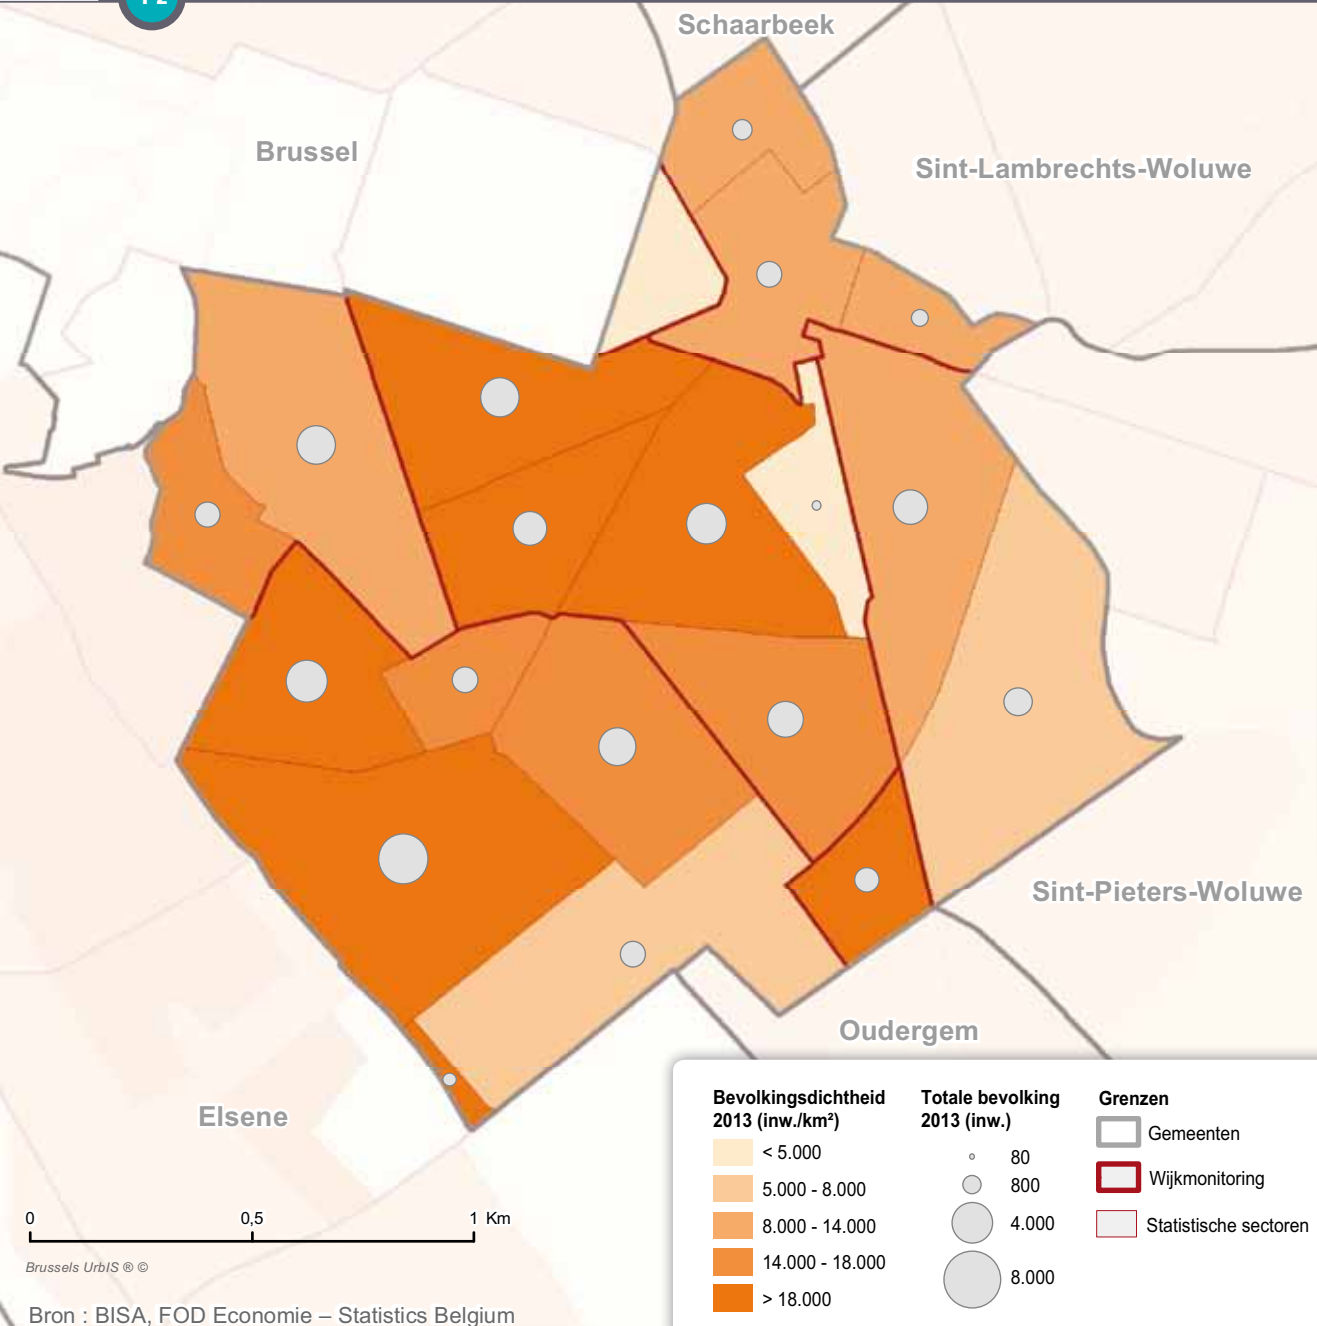 Schaarbeek
Brussel
Sint-Lambrechts-Woluwe
Sint-Pieters-Woluwe
Oudergem
Elsene
Bevolkingsdichtheid
2013 (inw./km²)
< 5.000
5.000 - 8.000
8.000 - 14.000
14.000 - 18.000
> 18.000
Totale bevolking
2013 (inw.)
80
800
4.000
8.000
Grenzen
Gemeenten
Wijkmonitoring
Statistische sectoren
0 0,5 1 Km
Brussels UrbIS ® ©
Bron : BISA, FOD Economie – Statistics Belgium